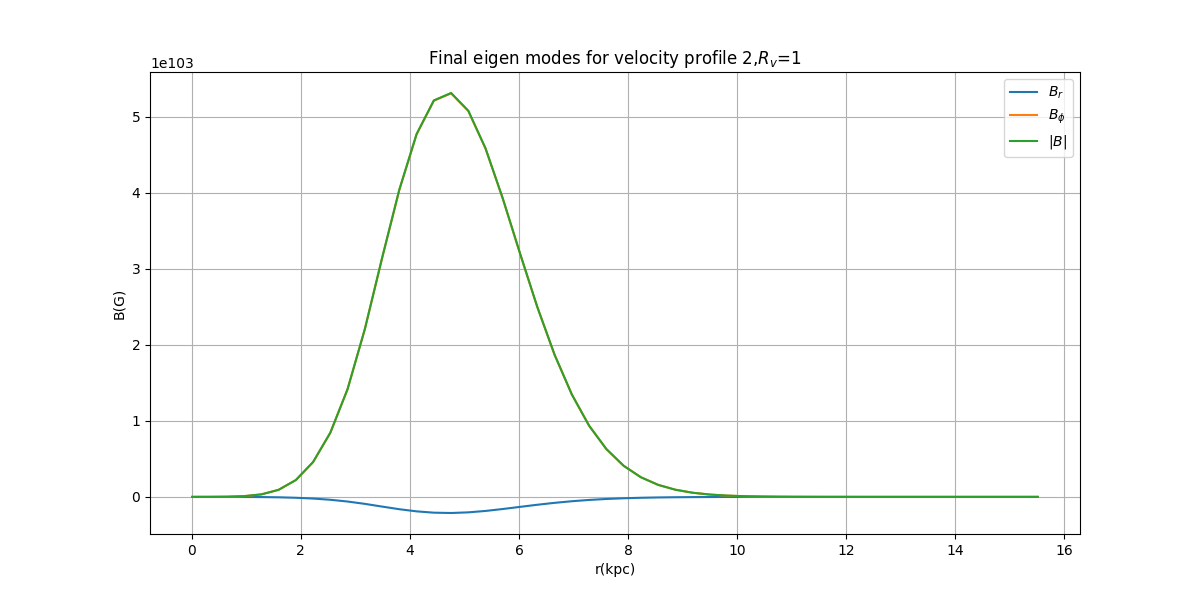 Final eigen modes for velocity profile 2,$R_v$=1
1e103
$B_r$
$B_\phi$
$|B|$
5
4
3
2
1
0
B(G)
0 2 4 6 8 10 12 14 16
r(kpc)